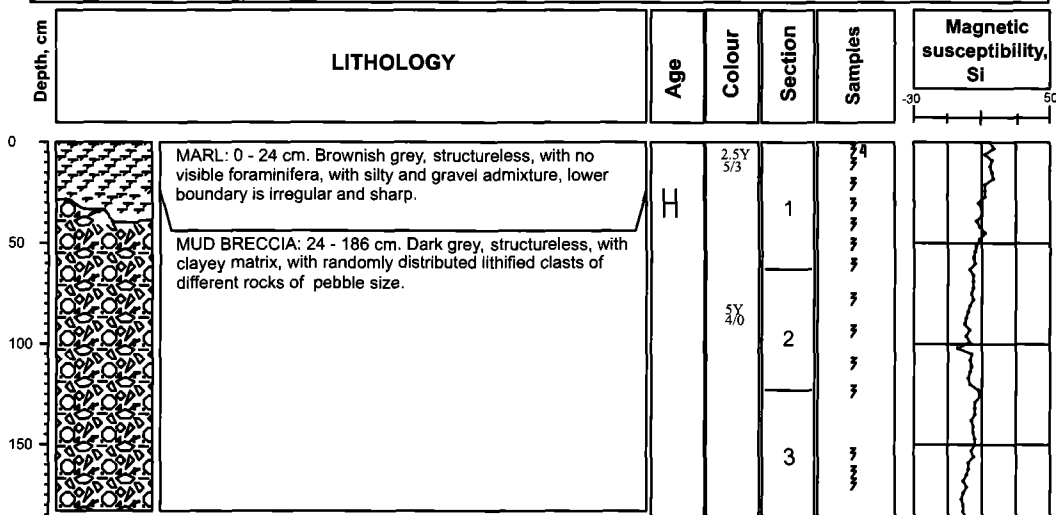 Depth, cm
LITHOLOGY
Age
Colour
Section
Samples
Magnetic
susceptibility,
Si
-30
50
0
50
100
150
MARL: 0 - 24 cm. Brownish grey, structureless, with no
visible foraminifera, with silty and gravel admixture, lower
boundary is irregular and sharp.
MUD BRECCIA: 24 - 186 cm. Dark grey, structureless, with
clayey matrix, with randomly distributed lithified clasts of
different rocks of pebble size.
H
2.5Y
5/3
5Y
4/0
1
2
3